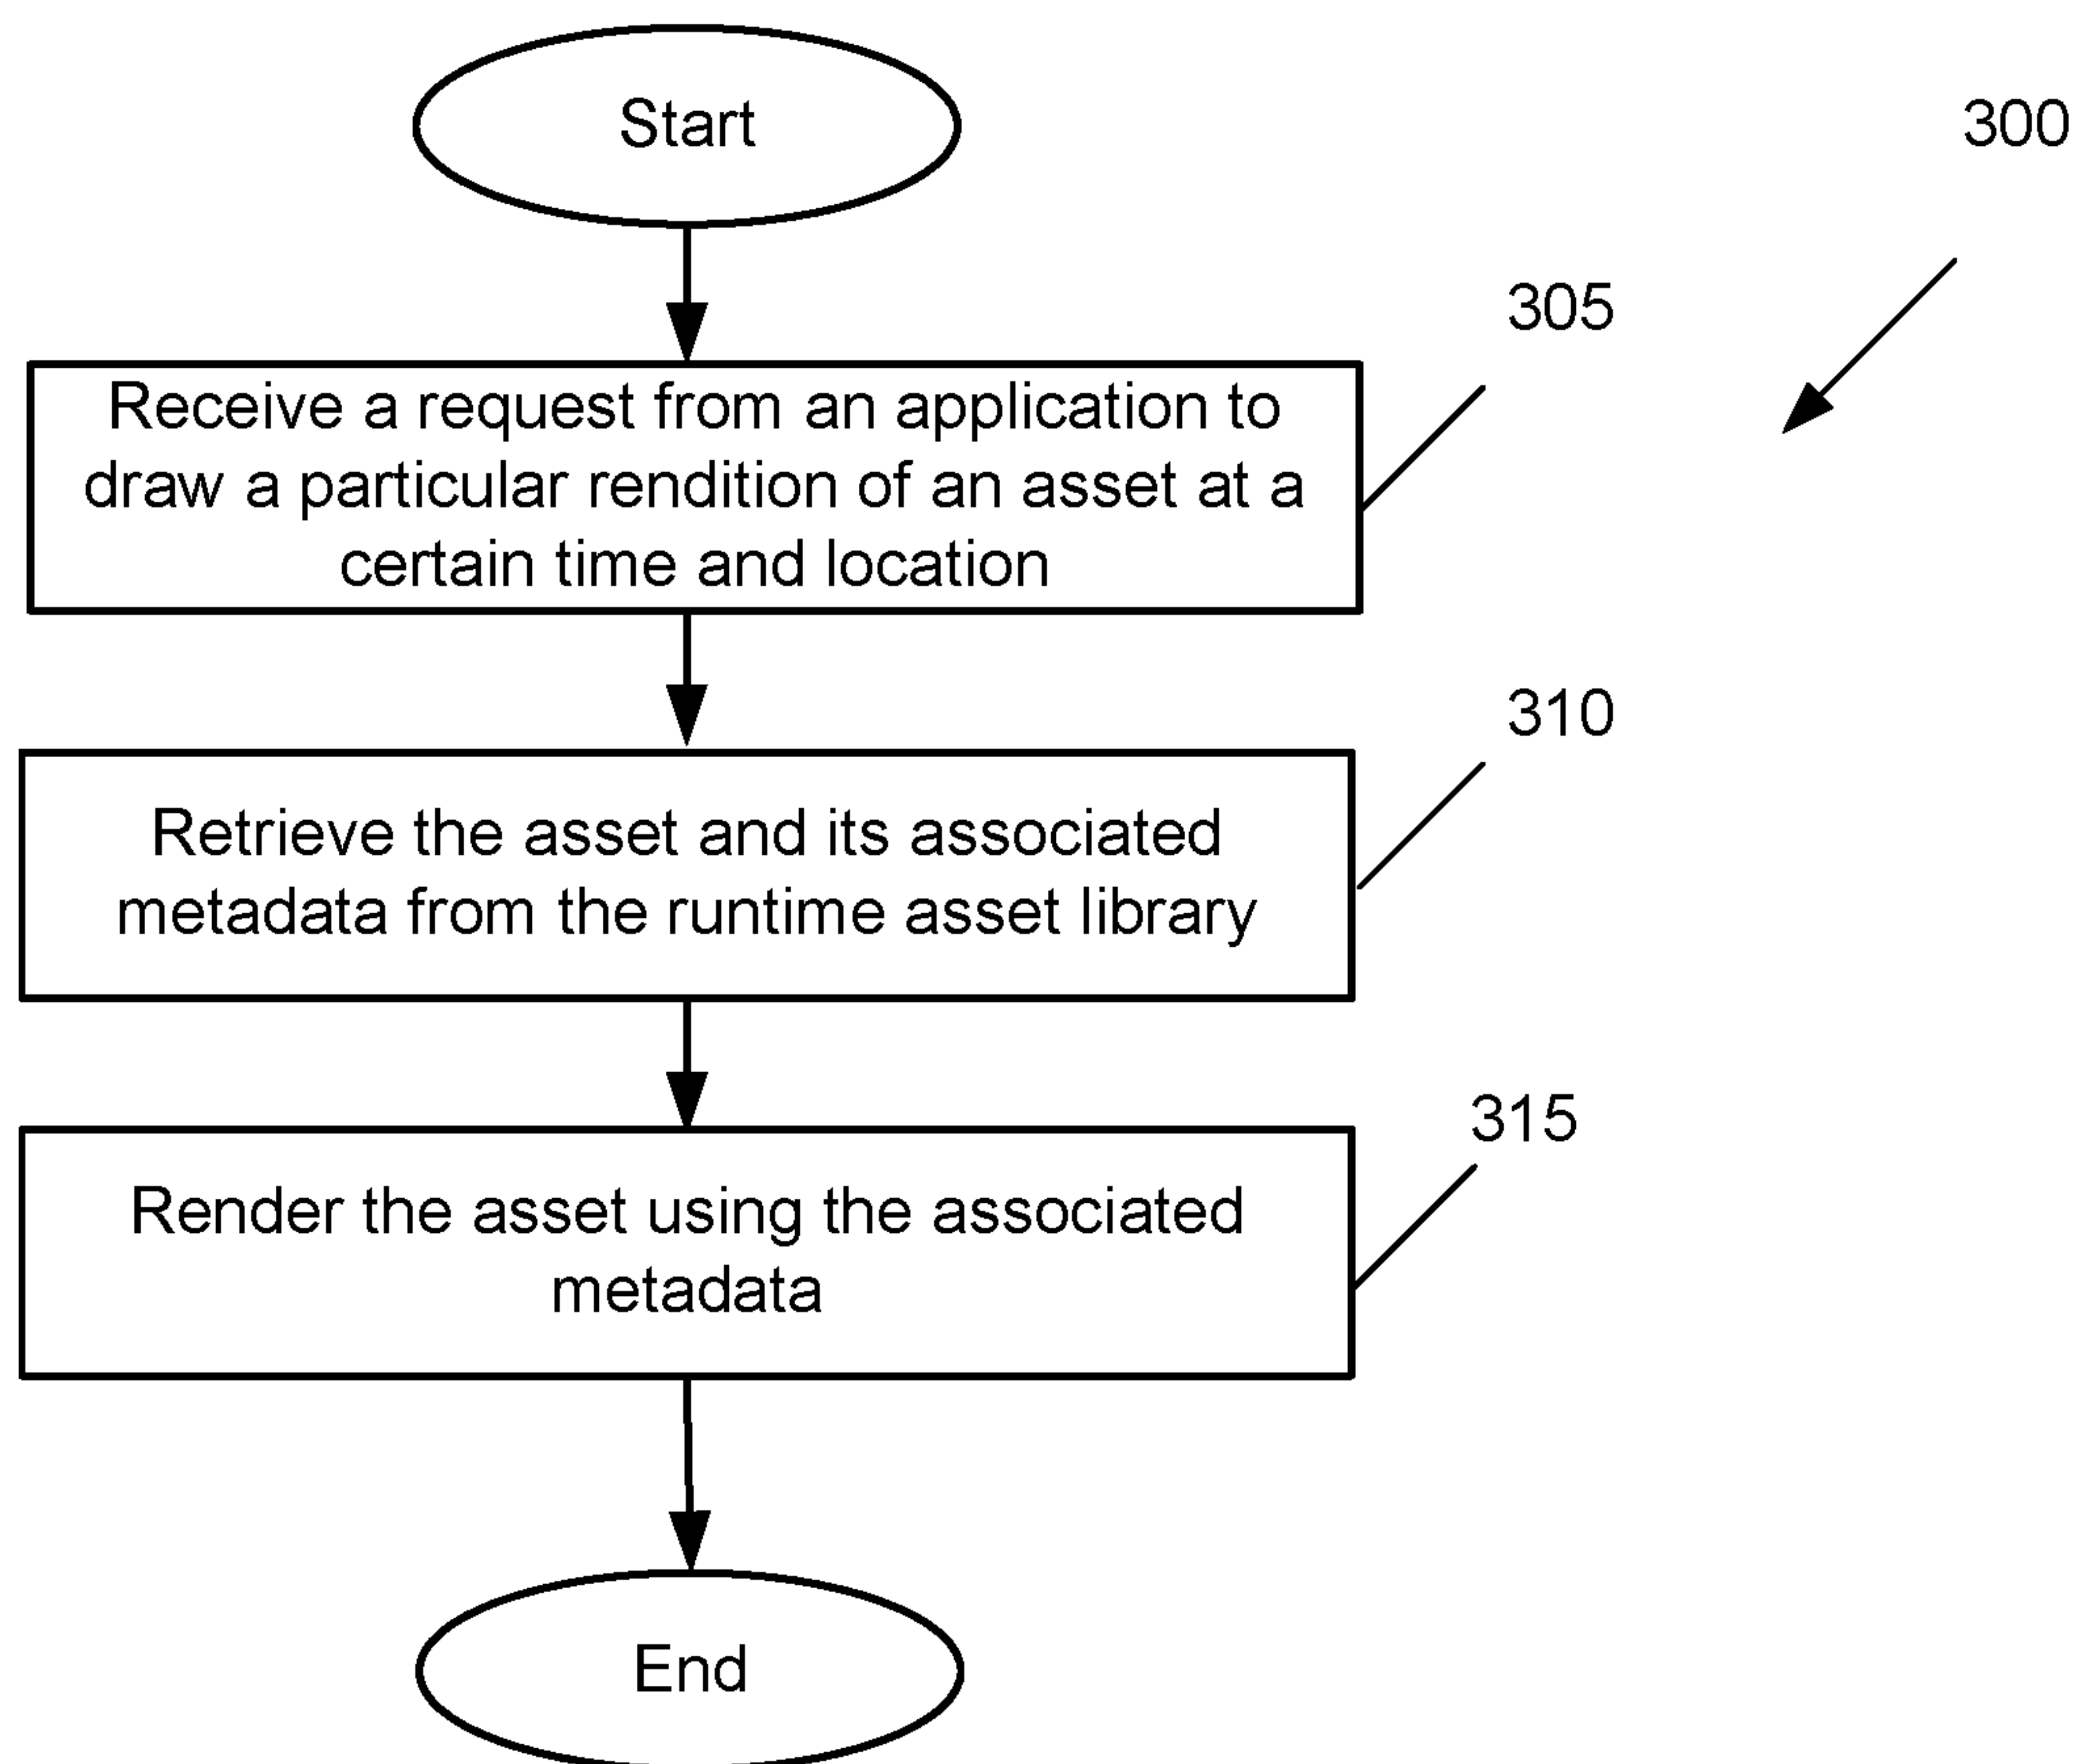 Start
300
305
Receive a request from an application to
draw a particular rendition of an asset at a
certain time and location
310
Retrieve the asset and its associated
metadata from the runtime asset library
315
Render the asset using the associated
metadata
End